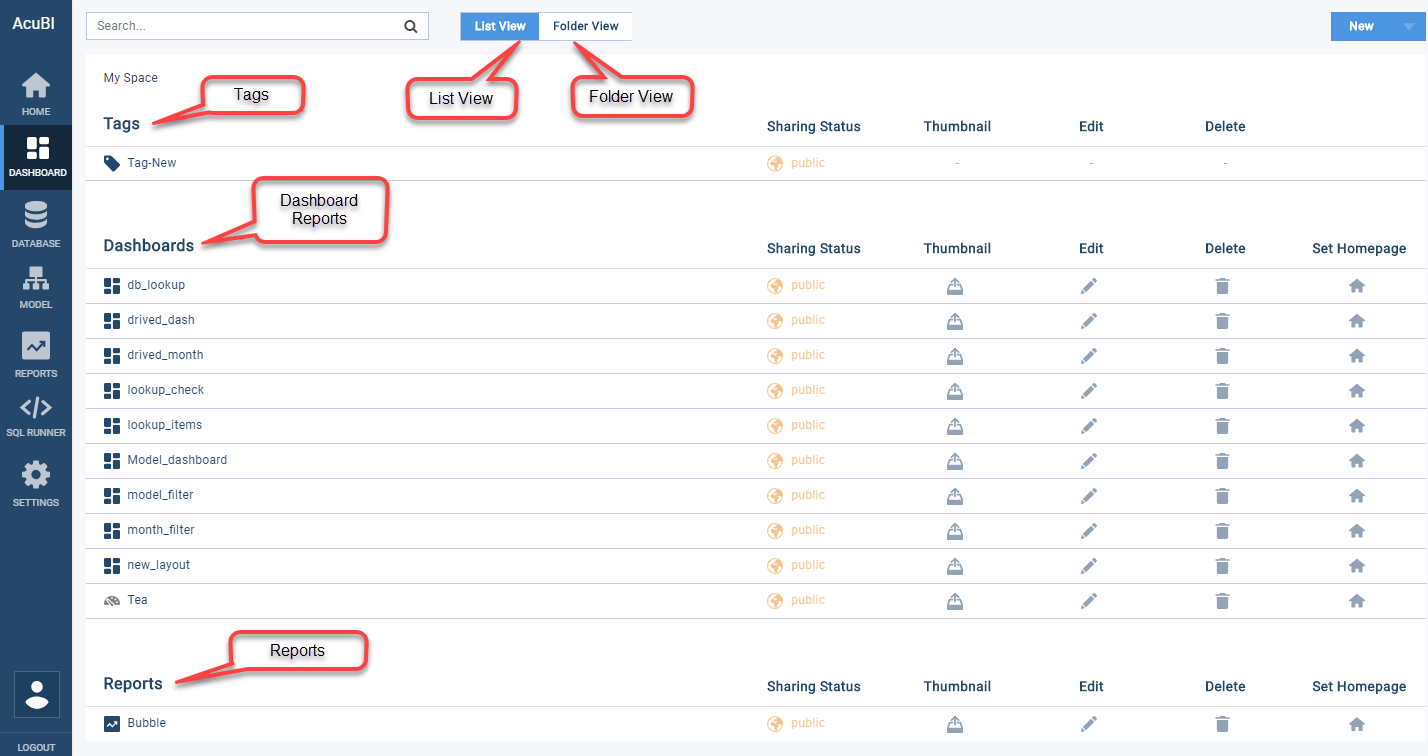 AcuBI
Search...
List View Folder View
New
HOME
DASHBOARD
DATABASE
MODEL
REPORTS
SQL RUNNER
SETTINGS
LOGOUT
List View
Folder View
My Space
Tags
Tags Sharing Status Thumbnail Edit Delete
Tag-New public - - -
Dashboard
Reports
Dashboards Sharing Status Thumbnail Edit Delete Set Homepage
db_lookup public
drived_dash public
drived_month public
lookup_check public
lookup_items public
Model_dashboard public
model_filter public
month_filter public
new_layout public
Tea public
Reports
Reports Sharing Status Thumbnail Edit Delete Set Homepage
Bubble public